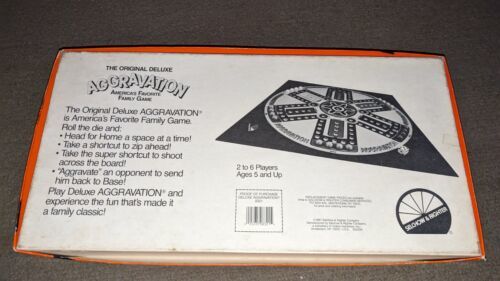 THE ORIGINAL DELUXE
AGGRAVATION
AMERICA'S FAVORITE
FAMILY GAME
The Original Deluxe AGGRAVATION®
is America's Favorite Family Game.
Roll the die and:
• Head for Home a space at a time!
• Take a shortcut to zip ahead!
• Take the super shortcut to shoot
across the board!
• "Aggravate" an opponent to send
him back to Base!
Play Deluxe AGGRAVATION® and
experience the fun that's made it
a family classic!
2 to 6 Players
Ages 5 and Up
PROOF OF PURCHASE
DELUXE AGGRAVATION®
SELCHOW & RIGHTER